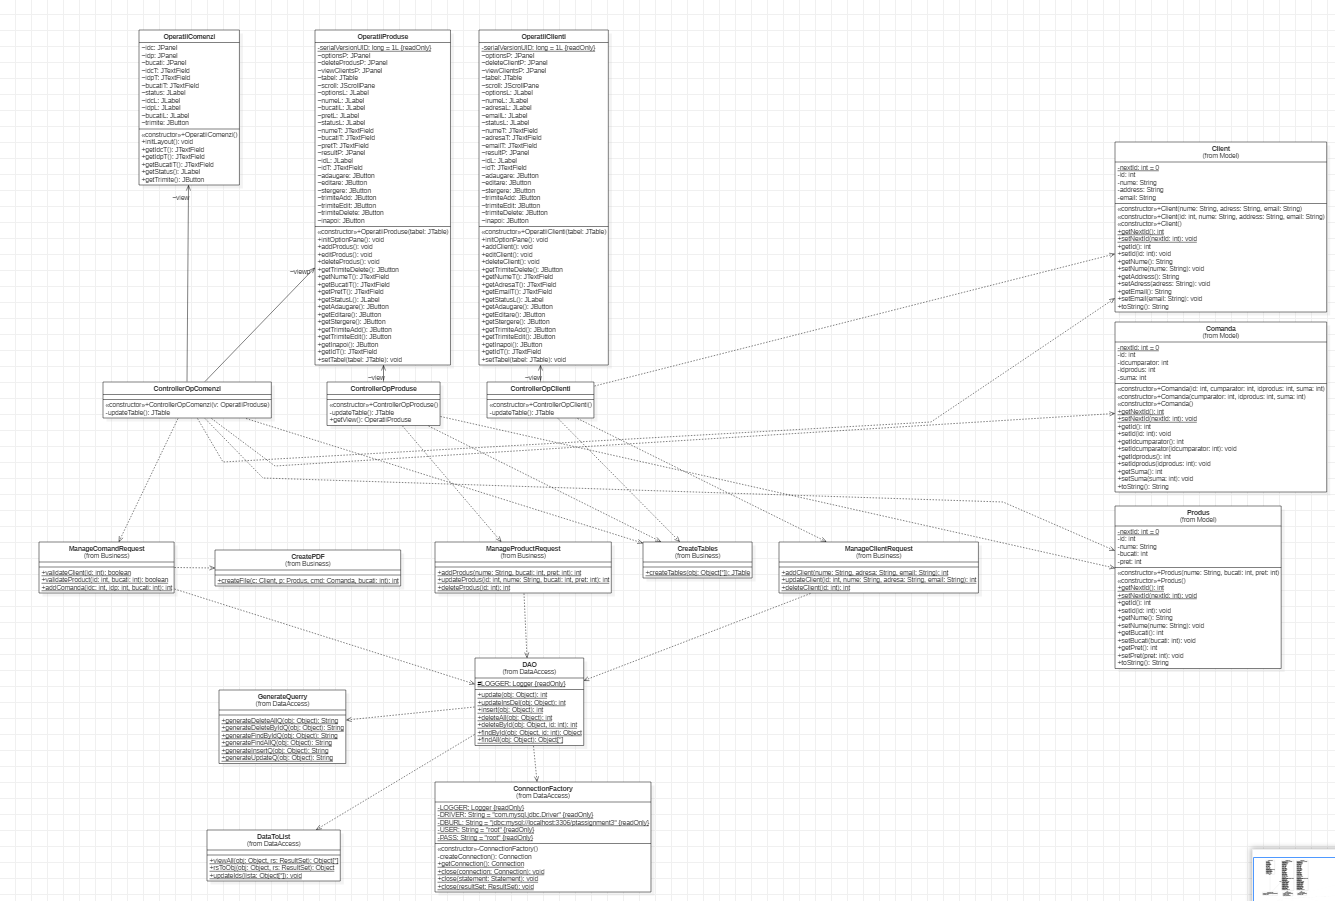 OperatiiComenzi
~idc: JPanel
~idp: JPanel
~bucati: JPanel
~idcT: JTextField
~idpT: JTextField
~bucatiT: JTextField
~status: JLabel
~idcL: JLabel
~idpL: JLabel
~bucatiL: JLabel
~trimite: JButton
«constructor»+OperatiiComenzi()
+initLayout(): void
+getIdcT(): JTextField
+getIdpT(): JTextField
+getBucatiT(): JTextField
+getStatus(): JLabel
+getTrimite(): JButton
~view
OperatiiProduse
-serialVersionUID: long = 1L {readOnly}
~optionsP: JPanel
~deleteProdusP: JPanel
~viewClientsP: JPanel
~tabel: JTable
~scroll: JScrollPane
~optionsL: JLabel
~numeL: JLabel
~bucatiL: JLabel
~pretL: JLabel
~statusL: JLabel
~numeT: JTextField
~bucatiT: JTextField
~pretT: JTextField
~resultP: JPanel
~idL: JLabel
~idT: JTextField
~adaugare: JButton
~editare: JButton
~stergere: JButton
~trimiteAdd: JButton
~trimiteEdit: JButton
~trimiteDelete: JButton
~inapoi: JButton
«constructor»+OperatiiProduse(tabel: JTable)
+initOptionPane(): void
+addProdus(): void
+editProdus(): void
+deleteProdus(): void
+getTrimiteDelete(): JButton
+getNumeT(): JTextField
+getBucatiT(): JTextField
+getPretT(): JTextField
+getStatusL(): JLabel
+getAdaugare(): JButton
+getEditare(): JButton
+getStergere(): JButton
+getTrimiteAdd(): JButton
+getTrimiteEdit(): JButton
+getInapoi(): JButton
+getIdT(): JTextField
+setTabel(tabel: JTable): void
~viewp
~view
OperatiiClienti
-serialVersionUID: long = 1L {readOnly}
~optionsP: JPanel
~deleteClientP: JPanel
~viewClientsP: JPanel
~tabel: JTable
~scroll: JScrollPane
~optionsL: JLabel
~numeL: JLabel
~adresaL: JLabel
~emailL: JLabel
~statusL: JLabel
~numeT: JTextField
~adresaT: JTextField
~emailT: JTextField
~resultP: JPanel
~idL: JLabel
~idT: JTextField
~adaugare: JButton
~editare: JButton
~stergere: JButton
~trimiteAdd: JButton
~trimiteEdit: JButton
~trimiteDelete: JButton
~inapoi: JButton
«constructor»+OperatiiClienti(tabel: JTable)
+initOptionPane(): void
+addClient(): void
+editClient(): void
+deleteClient(): void
+getTrimiteDelete(): JButton
+getNumeT(): JTextField
+getAdresaT(): JTextField
+getEmailT(): JTextField
+getStatusL(): JLabel
+getAdaugare(): JButton
+getEditare(): JButton
+getStergere(): JButton
+getTrimiteAdd(): JButton
+getTrimiteEdit(): JButton
+getInapoi(): JButton
+getIdT(): JTextField
+setTabel(tabel: JTable): void
~view
Client
(from Model)
-nextId: int = 0
-id: int
-nume: String
-address: String
-email: String
«constructor»+Client(nume: String, adress: String, email: String)
«constructor»+Client(id: int, nume: String, address: String, email: String)
«constructor»+Client()
+getNextId(): int
+setNextId(nextId: int): void
+getId(): int
+setId(id: int): void
+getNume(): String
+setNume(nume: String): void
+getAddress(): String
+setAdress(adress: String): void
+getEmail(): String
+setEmail(email: String): void
+toString(): String
Comanda
(from Model)
-nextId: int = 0
-id: int
-idcumparator: int
-idprodus: int
-suma: int
«constructor»+Comanda(id: int, cumparator: int, idprodus: int, suma: int)
«constructor»+Comanda(cumparator: int, idprodus: int, suma: int)
«constructor»+Comanda()
+getNextId(): int
+setNextId(nextId: int): void
+getId(): int
+setId(id: int): void
+getIdcumparator(): int
+setIdcumparator(idcumparator: int): void
+getIdprodus(): int
+setIdprodus(idprodus: int): void
+getSuma(): int
+setSuma(suma: int): void
+toString(): String
Produs
(from Model)
-nextId: int = 0
-id: int
-nume: String
-bucati: int
-pret: int
«constructor»+Produs(nume: String, bucati: int, pret: int)
«constructor»+Produs()
+getNextId(): int
+setNextId(nextId: int): void
+getId(): int
+setId(id: int): void
+getNume(): String
+setNume(nume: String): void
+getBucati(): int
+setBucati(bucati: int): void
+getPret(): int
+setPret(pret: int): void
+toString(): String
ControllerOpComenzi
«constructor»+ControllerOpComenzi(v: OperatiiProduse)
-updateTable(): JTable
ControllerOpProduse
«constructor»+ControllerOpProduse()
-updateTable(): JTable
+getView(): OperatiiProduse
ControllerOpClienti
«constructor»+ControllerOpClient()
-updateTable(): JTable
ManageComandRequest
(from Business)
+validateClient(id: int): boolean
+validateProduct(id: int, bucati: int): boolean
+addComanda(idc: int, idp: int, bucati: int): int
CreatePDF
(from Business)
+createFile(c: Client, p: Produs, cmd: Comanda, bucati: int): int
ManageProductRequest
(from Business)
+addProdus(nume: String, bucati: int, pret: int): int
+updateProdus(id: int, nume: String, bucati: int, pret: int): int
+deleteProdus(id: int): int
CreateTables
(from Business)
+createTables(obj: Object[*]): JTable
ManageClientRequest
(from Business)
+addClient(nume: String, adresa: String, email: String): int
+updateClient(id: int, nume: String, adresa: String, email: String): int
+deleteClient(id: int): int
DAO
(from DataAccess)
#LOGGER: Logger {readOnly}
+update(obj: Object): int
+updateInsDel(obj: Object): int
+insert(obj: Object): int
+deleteAll(obj: Object): int
+deleteById(obj: Object, id: int): int
+findById(obj: Object, id: int): Object
+findAll(obj: Object): Object[*]
GenerateQuerry
(from DataAccess)
+generateDeleteAllQ(obj: Object): String
+generateDeleteByIdQ(obj: Object): String
+generateFindByIdQ(obj: Object): String
+generateFindAllQ(obj: Object): String
+generateInsertQ(obj: Object): String
+generateUpdateQ(obj: Object): String
ConnectionFactory
(from DataAccess)
-LOGGER: Logger {readOnly}
-DRIVER: String = "com.mysql.jdbc.Driver" {readOnly}
-DBURL: String = "jdbc:mysql://localhost:3306/ptassignment3" {readOnly}
-USER: String = "root" {readOnly}
-PASS: String = "root" {readOnly}
«constructor»-ConnectionFactory()
-createConnection(): Connection
+getConnection(): Connection
+close(connection: Connection): void
+close(statement: Statement): void
+close(resultSet: ResultSet): void
DataToList
(from DataAccess)
+viewAll(obj: Object, rs: ResultSet): Object[*]
+rsToObj(obj: Object, rs: ResultSet): Object
+updateIds(lista: Object[*]): void